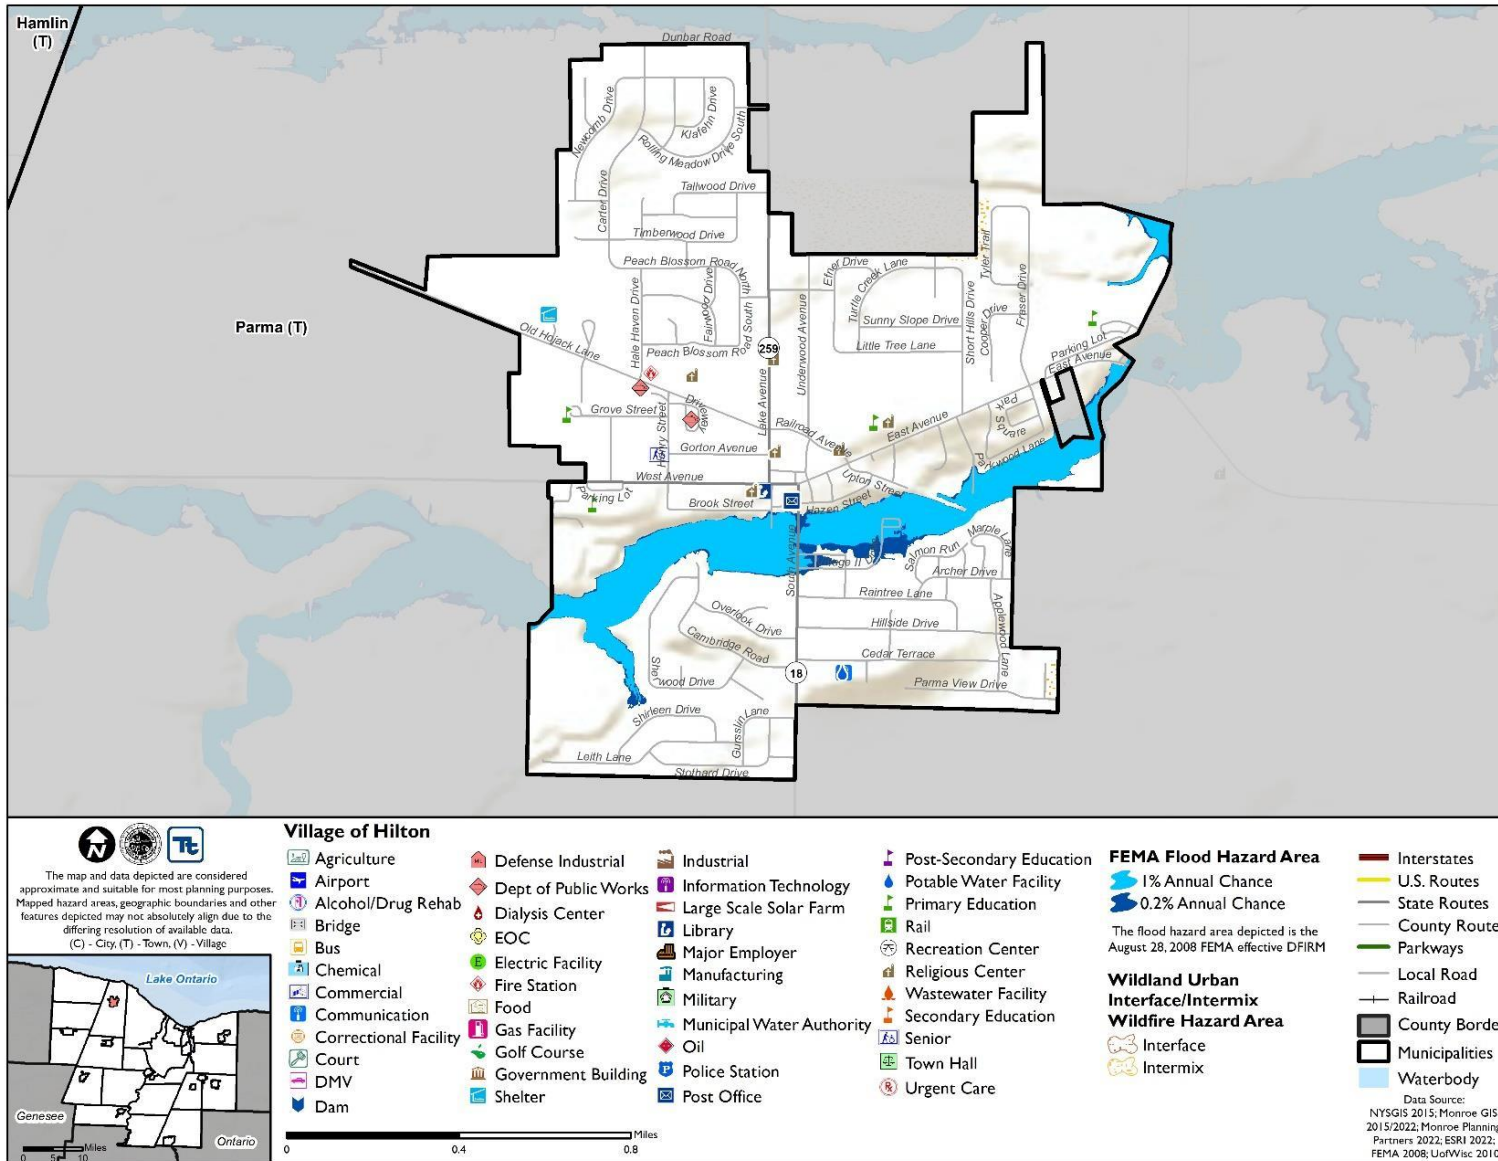 Hamlin
(T)
Dunbar Road
Newcomb Drive
Klafehn Drive
Rolling Meadow Drive South
Tallwood Drive
Carter Drive
Timberwood Drive
Peach Blossom Road North
Hale Haven Drive
Fairwood Drive
Peach Blossom Road South
Efner Drive
Turtle Creek Lane
Underwood Avenue
Sunny Slope Drive
Little Tree Lane
Short Hills Drive
Cooper Drive
Tyler Trail
Fraser Drive
Parking Lot
East Avenue
Parma (T)
Old Hojack Lane
259
Lake Avenue
Grove Street
Driveway
Henry Street
Railroad Avenue
East Avenue
Park Square
Parkwood Lane
Gorton Avenue
West Avenue
Upton Street
Parking Lot
Brook Street
Hazen Street
South Avenue
Salmon Run
Marple Lane
Archer Drive
Raintree Lane
Applewood Lane
Overlook Drive
Hillside Drive
Cambridge Road
Cedar Terrace
18
Parma View Drive
Sherwood Drive
Shirleen Drive
Gursslin Lane
Leith Lane
Stothard Drive
N
Tt
The map and data depicted are considered
approximate and suitable for most planning purposes.
Mapped hazard areas, geographic boundaries and other
features depicted may not absolutely align due to the
differing resolution of available data.
(C) - City, (T) - Town, (V) - Village
Lake Ontario
Genesee
Ontario
Miles
0 5 10
Village of Hilton
Agriculture
Airport
Alcohol/Drug Rehab
Bridge
Bus
Chemical
Commercial
Communication
Correctional Facility
Court
DMV
Dam
Defense Industrial
Dept of Public Works
Dialysis Center
EOC
Electric Facility
Fire Station
Food
Gas Facility
Golf Course
Government Building
Shelter
Industrial
Information Technology
Large Scale Solar Farm
Library
Major Employer
Manufacturing
Military
Municipal Water Authority
Oil
Police Station
Post Office
Post-Secondary Education
Potable Water Facility
Primary Education
Rail
Recreation Center
Religious Center
Wastewater Facility
Secondary Education
Senior
Town Hall
Urgent Care
Miles
0 0.4 0.8
FEMA Flood Hazard Area
1% Annual Chance
0.2% Annual Chance
The flood hazard area depicted is the
August 28, 2008 FEMA effective DFIRM
Wildland Urban
Interface/Intermix
Wildfire Hazard Area
Interface
Intermix
Interstates
U.S. Routes
State Routes
County Route
Parkways
Local Road
Railroad
County Borde
Municipalities
Waterbody
Data Source:
NYSGIS 2015; Monroe GIS
2015/2022; Monroe Planning
Partners 2022; ESRI 2022;
FEMA 2008; UofWisc 2010